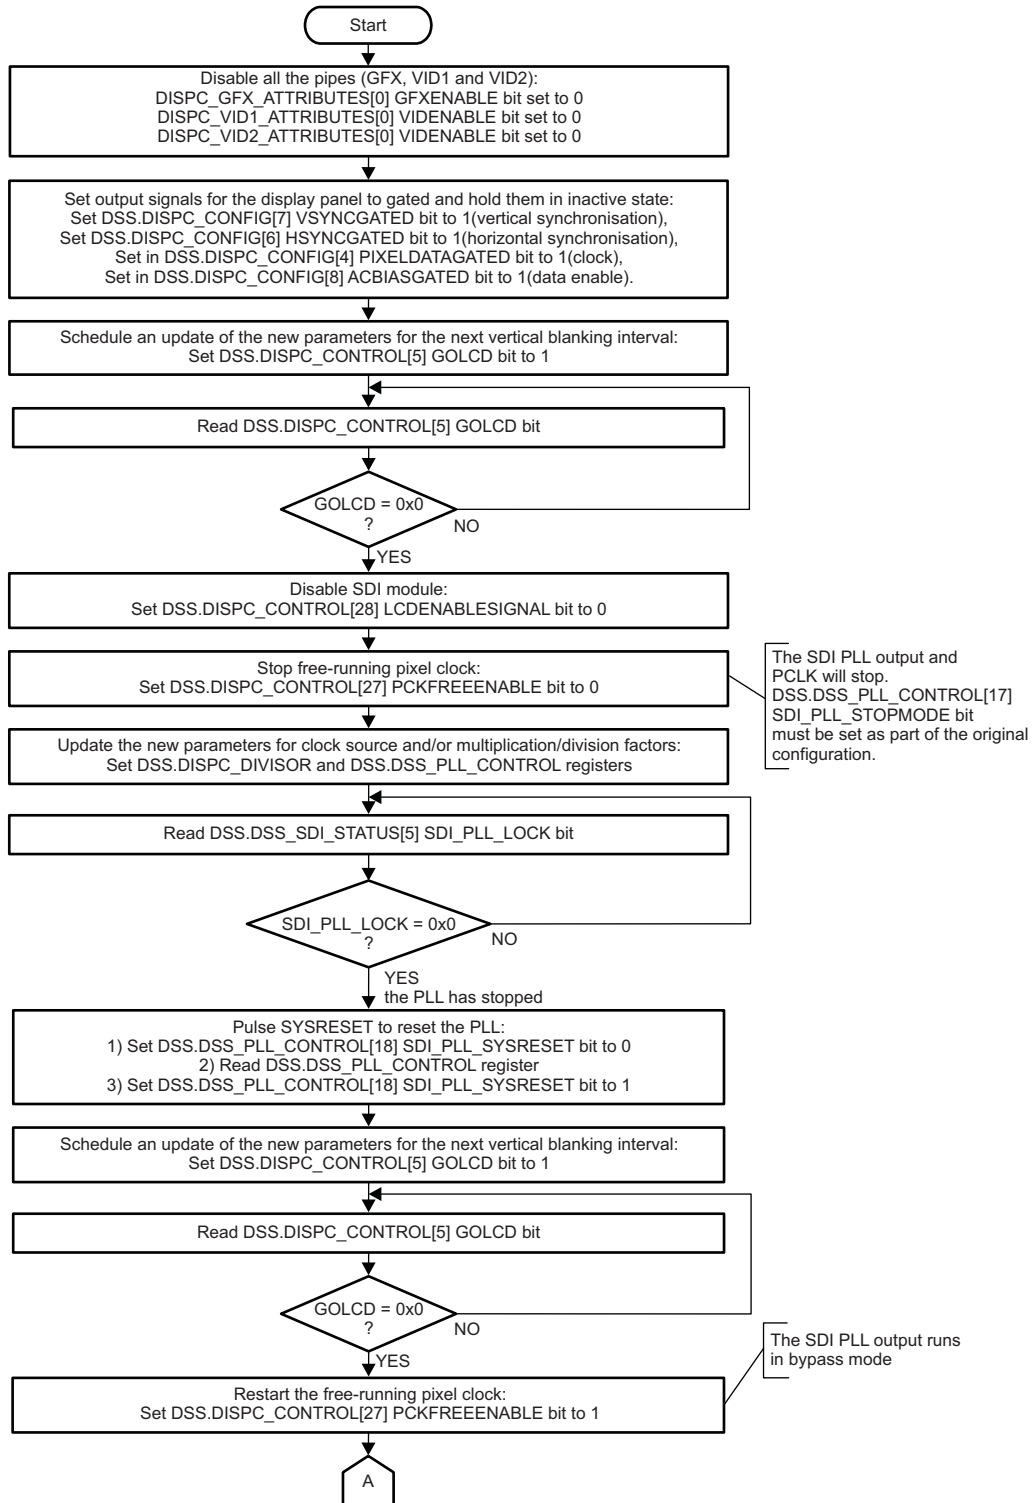 Start
Disable all the pipes (GFX, VID1 and VID2):
DISPC_GFX_ATTRIBUTES[0] GFXENABLE bit set to 0
DISPC_VID1_ATTRIBUTES[0] VIDENABLE bit set to 0
DISPC_VID2_ATTRIBUTES[0] VIDENABLE bit set to 0
Set output signals for the display panel to gated and hold them in inactive state:
Set DSS.DISPC_CONFIG[7] VSYNCGATED bit to 1(vertical synchronisation),
Set DSS.DISPC_CONFIG[6] HSYNCGATED bit to 1(horizontal synchronisation),
Set in DSS.DISPC_CONFIG[4] PIXELDATAGATED bit to 1(clock),
Set in DSS.DISPC_CONFIG[8] ACBIASGATED bit to 1(data enable).
Schedule an update of the new parameters for the next vertical blanking interval:
Set DSS.DISPC_CONTROL[5] GOLCD bit to 1
Read DSS.DISPC_CONTROL[5] GOLCD bit
GOLCD = 0x0
?
NO
YES
Disable SDI module:
Set DSS.DISPC_CONTROL[28] LCDENABLESIGNAL bit to 0
Stop free-running pixel clock:
Set DSS.DISPC_CONTROL[27] PCKFREEENABLE bit to 0
The SDI PLL output and
PCLK will stop.
DSS.DSS_PLL_CONTROL[17]
SDI_PLL_STOPMODE bit
must be set as part of the original
configuration.
Update the new parameters for clock source and/or multiplication/division factors:
Set DSS.DISPC_DIVISOR and DSS.DSS_PLL_CONTROL registers
Read DSS.DSS_SDI_STATUS[5] SDI_PLL_LOCK bit
SDI_PLL_LOCK = 0x0
?
NO
YES
the PLL has stopped
Pulse SYSRESET to reset the PLL:
1) Set DSS.DSS_PLL_CONTROL[18] SDI_PLL_SYSRESET bit to 0
2) Read DSS.DSS_PLL_CONTROL register
3) Set DSS.DSS_PLL_CONTROL[18] SDI_PLL_SYSRESET bit to 1
Schedule an update of the new parameters for the next vertical blanking interval:
Set DSS.DISPC_CONTROL[5] GOLCD bit to 1
Read DSS.DISPC_CONTROL[5] GOLCD bit
GOLCD = 0x0
?
NO
YES
The SDI PLL output runs
in bypass mode
Restart the free-running pixel clock:
Set DSS.DISPC_CONTROL[27] PCKFREEENABLE bit to 1
A